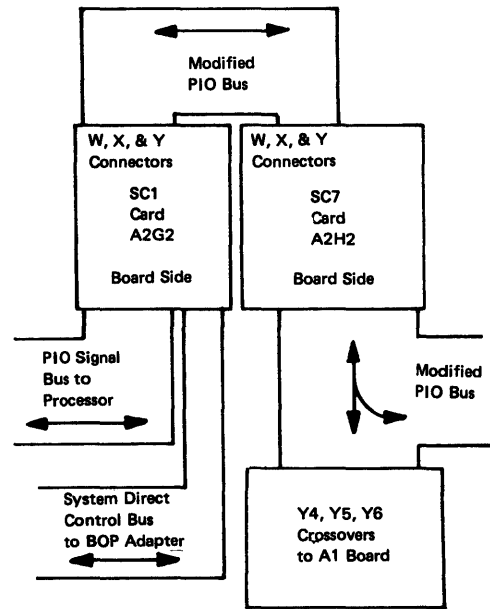 Modified
PIO Bus
W, X, & Y
Connectors
SC1
Card
A2G2
Board Side
W, X, & Y
Connectors
SC7
Card
A2H2
Board Side
PIO Signal
Bus to
Processor
Modified
PIO Bus
System Direct
Control Bus
to BOP Adapter
Y4, Y5, Y6
Crossovers
to A1 Board